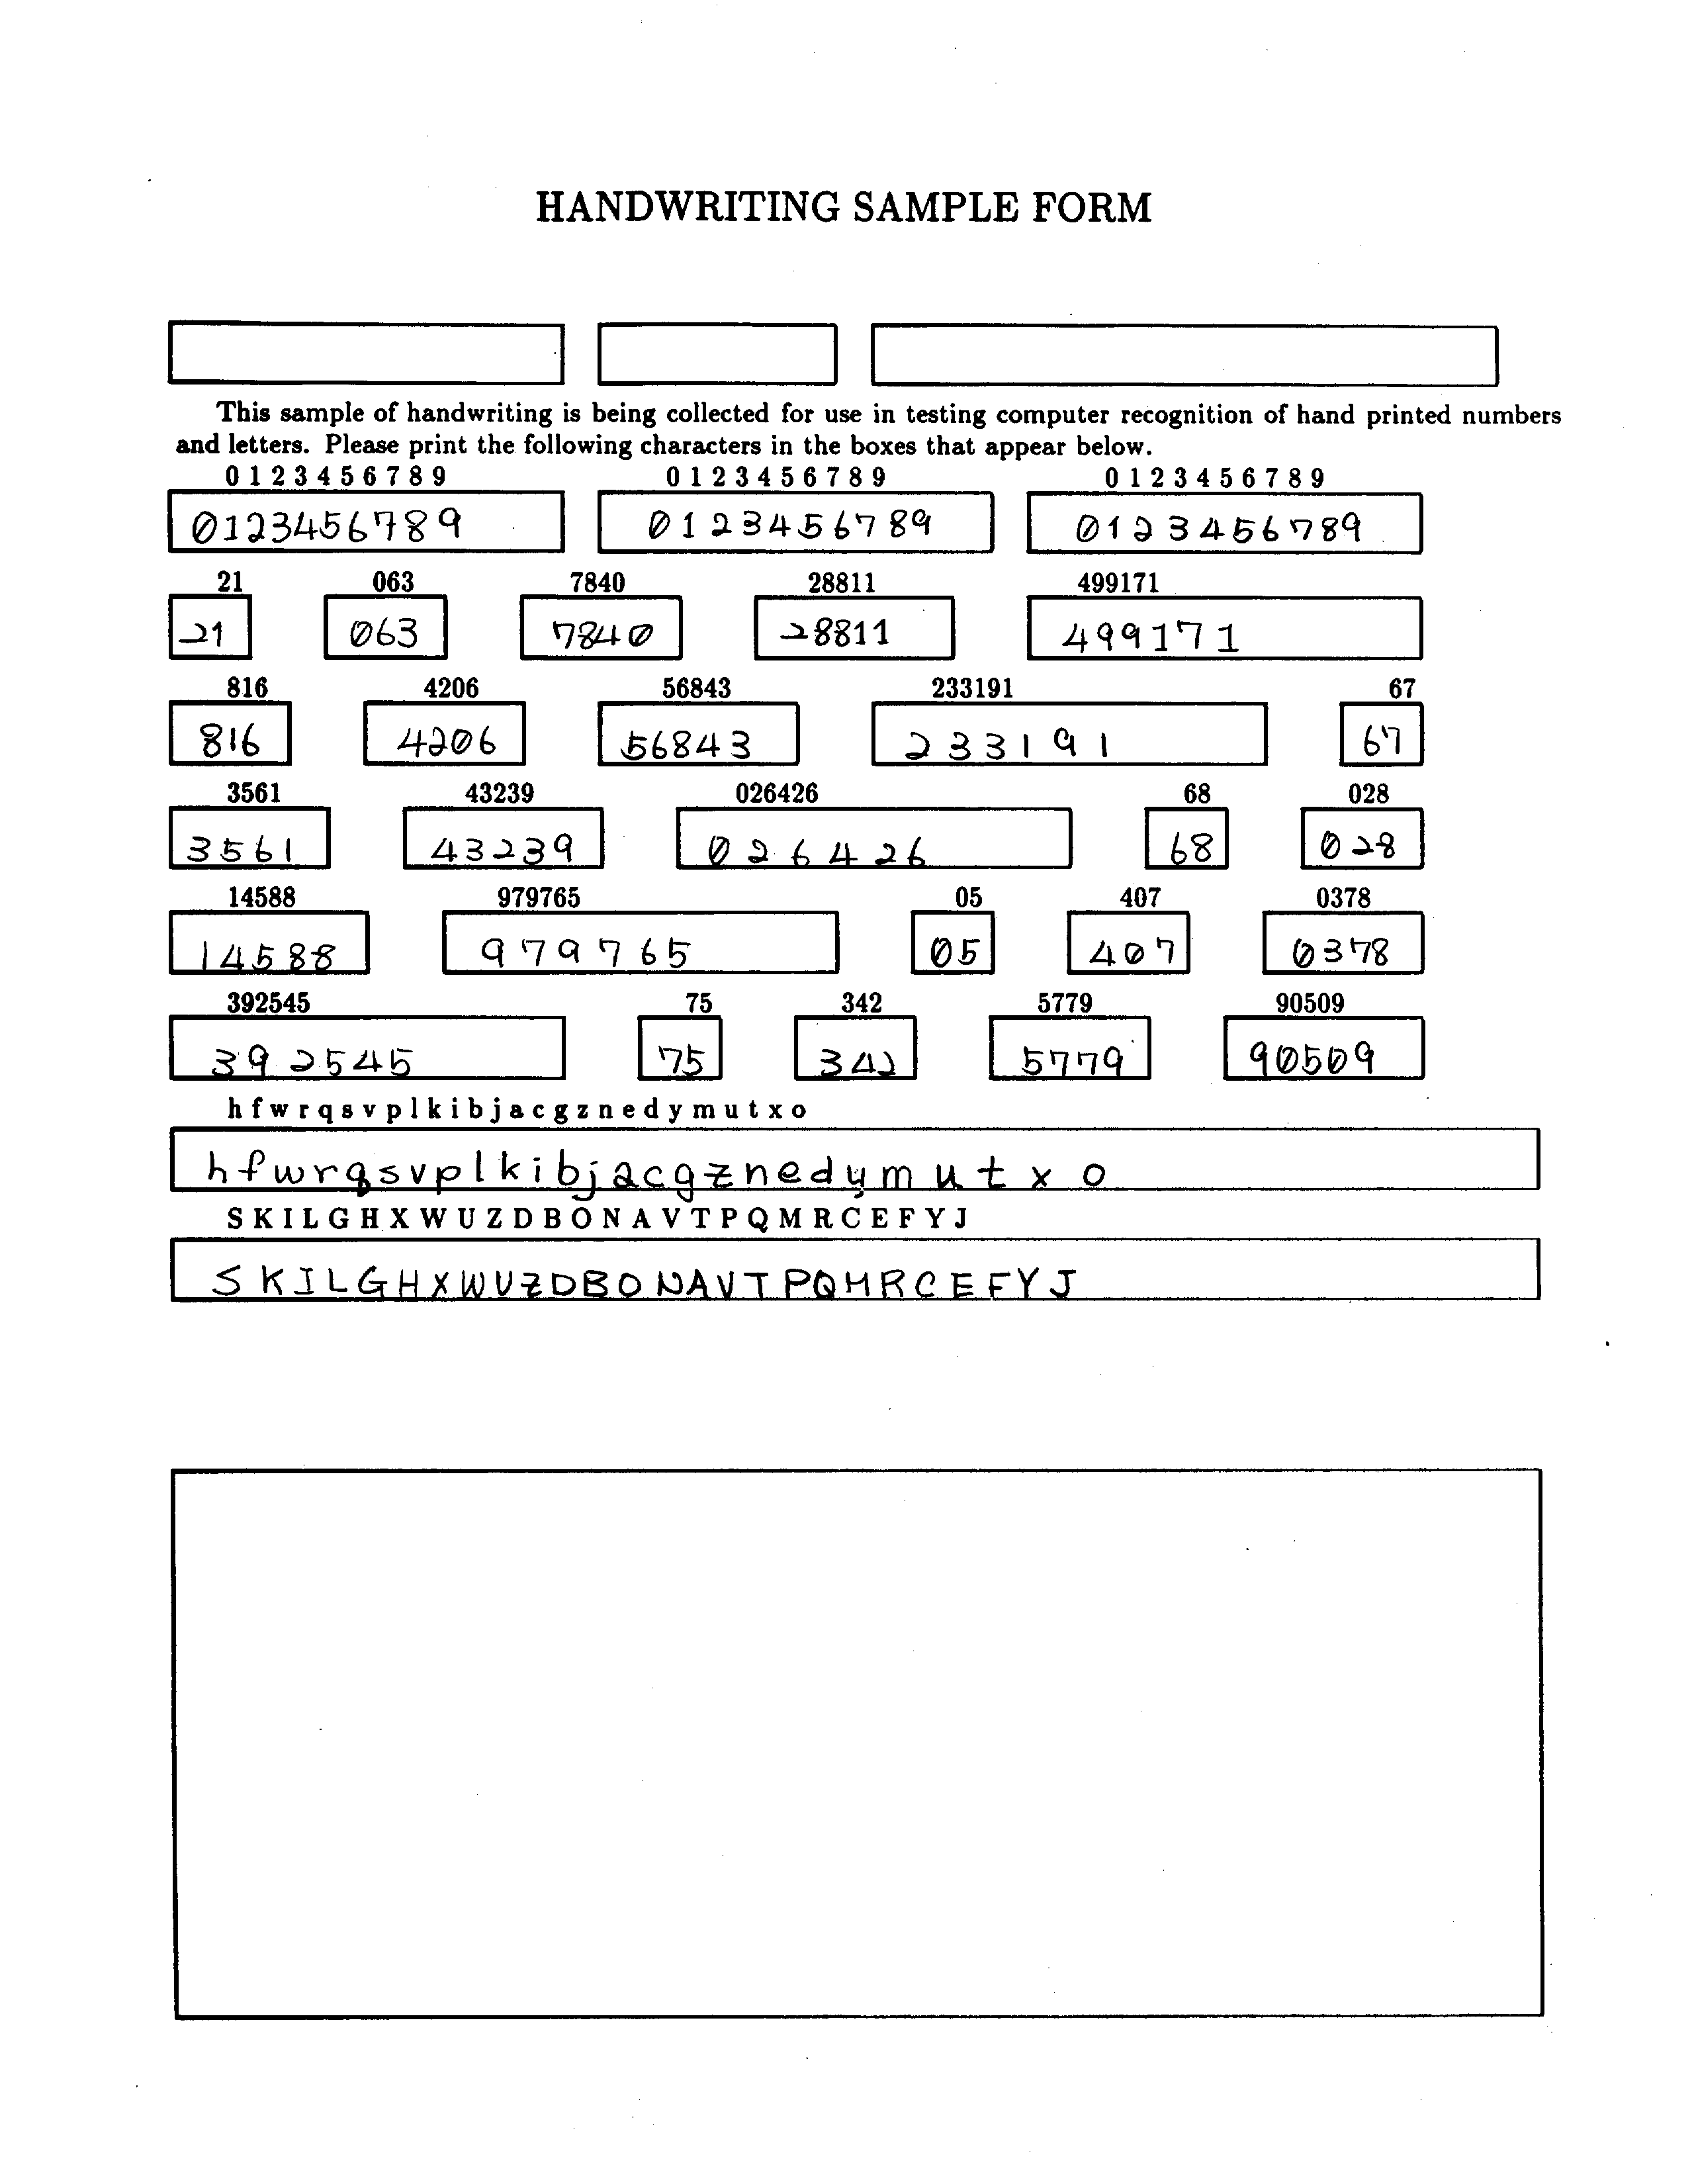 HANDWRITING SAMPLE FORM
This sample of handwriting is being collected for use in testing computer recognition of hand printed numbers
and letters. Please print the following characters in the boxes that appear below.
0 1 2 3 4 5 6 7 8 9 0 1 2 3 4 5 6 7 8 9 0 1 2 3 4 5 6 7 8 9
0123456789 0123456789 0123456789
21 063 7840 28811 499171
21 063 7840 28811 499171
816 4206 56843 233191 67
816 4206 56843 233191 67
3561 43239 026426 68 028
3561 43239 026426 68 028
14588 979765 05 407 0378
14588 979765 05 407 0378
392545 75 342 5779 90509
392545 75 342 5779 90509
h f w r q s v p l k i b j a c g z n e d y m u t x o
h f w r q s v p l k i b j a c g z n e d y m u t x o
S K I L G H X W U Z D B O N A V T P Q M R C E F Y J
S K I L G H X W U Z D B O N A V T P Q M R C E F Y J